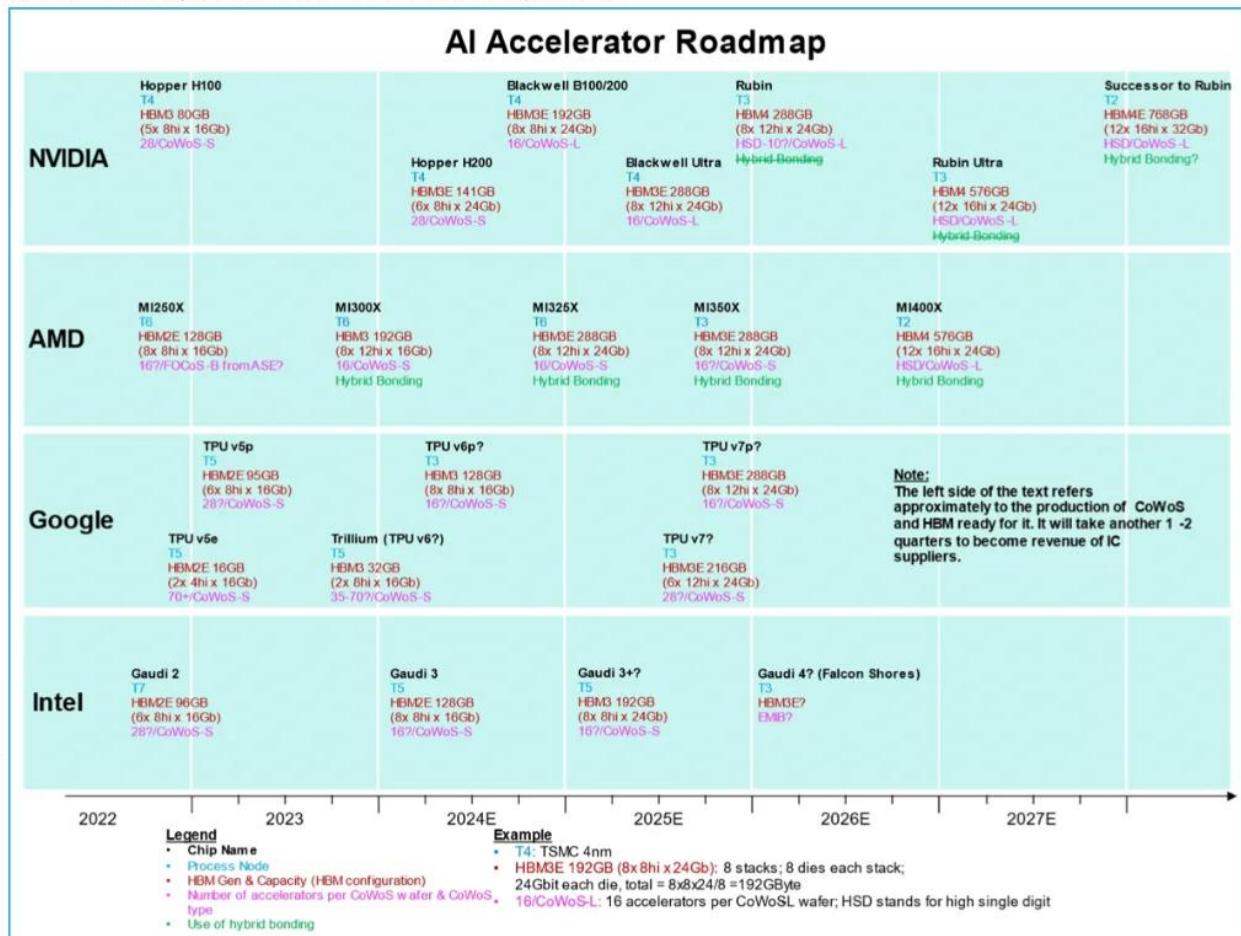 AI Accelerator Roadmap
NVIDIA
Hopper H100
T4
HBM3 80GB
(5x 8hi x 16Gb)
28/CoWoS-S
Hopper H200
T4
HBM3E 141GB
(6x 8hi x 24Gb)
28/CoWoS-S
Blackwell B100/200
T4
HBM3E 192GB
(8x 8hi x 24Gb)
16/CoWoS-L
Blackwell Ultra
T4
HBM3E 288GB
(8x 12hi x 24Gb)
16/CoWoS-L
Rubin
T3
HBM4 288GB
(8x 12hi x 24Gb)
HSD-10?/CoWoS-L
Hybrid Bonding
Rubin Ultra
T3
HBM4 576GB
(12x 16hi x 24Gb)
HSD/CoWoS-L
Hybrid Bonding
Successor to Rubin
T2
HBM4E 768GB
(12x 16hi x 32Gb)
HSD/CoWoS-L
Hybrid Bonding?
AMD
MI250X
T6
HBM2E 128GB
(8x 8hi x 16Gb)
16?/FOCoS-B from ASE?
MI300X
T6
HBM3 192GB
(8x 12hi x 16Gb)
16/CoWoS-S
Hybrid Bonding
MI325X
T6
HBM3E 288GB
(8x 12hi x 24Gb)
16/CoWoS-S
Hybrid Bonding
MI350X
T3
HBM3E 288GB
(8x 12hi x 24Gb)
16?/CoWoS-S
Hybrid Bonding
MI400X
T2
HBM4 576GB
(12x 16hi x 24Gb)
HSD/CoWoS-L
Hybrid Bonding
Google
TPU v5p
T5
HBM2E 95GB
(6x 8hi x 16Gb)
28?/CoWoS-S
TPU v5e
T5
HBM2E 16GB
(2x 4hi x 16Gb)
70+/CoWoS-S
TPU v6p?
T3
HBM3 128GB
(8x 8hi x 16Gb)
16?/CoWoS-S
Trillium (TPU v6?)
T5
HBM3 32GB
(2x 8hi x 16Gb)
35-70?/CoWoS-S
TPU v7p?
T3
HBM3E 288GB
(8x 12hi x 24Gb)
16?/CoWoS-S
TPU v7?
T3
HBM3E 216GB
(6x 12hi x 24Gb)
28?/CoWoS-S
Note:
The left side of the text refers
approximately to the production of CoWoS
and HBM ready for it. It will take another 1 -2
quarters to become revenue of IC
suppliers.
Intel
Gaudi 2
T7
HBM2E 96GB
(6x 8hi x 16Gb)
28?/CoWoS-S
Gaudi 3
T5
HBM2E 128GB
(8x 8hi x 16Gb)
16?/CoWoS-S
Gaudi 3+?
T5
HBM3 192GB
(8x 8hi x 24Gb)
16?/CoWoS-S
Gaudi 4? (Falcon Shores)
T3
HBM3E?
EMIB?
2022 2023 2024E 2025E 2026E 2027E
Legend
• Chip Name
• Process Node
• HBM Gen & Capacity (HBM configuration)
• Number of accelerators per CoWoS wafer & CoWoS
type
• Use of hybrid bonding
Example
• T4: TSMC 4nm
• HBM3E 192GB (8x 8hi x 24Gb): 8 stacks; 8 dies each stack;
24Gbit each die, total = 8x8x24/8 =192GByte
• 16/CoWoS-L: 16 accelerators per CoWoSL wafer; HSD stands for high single digit